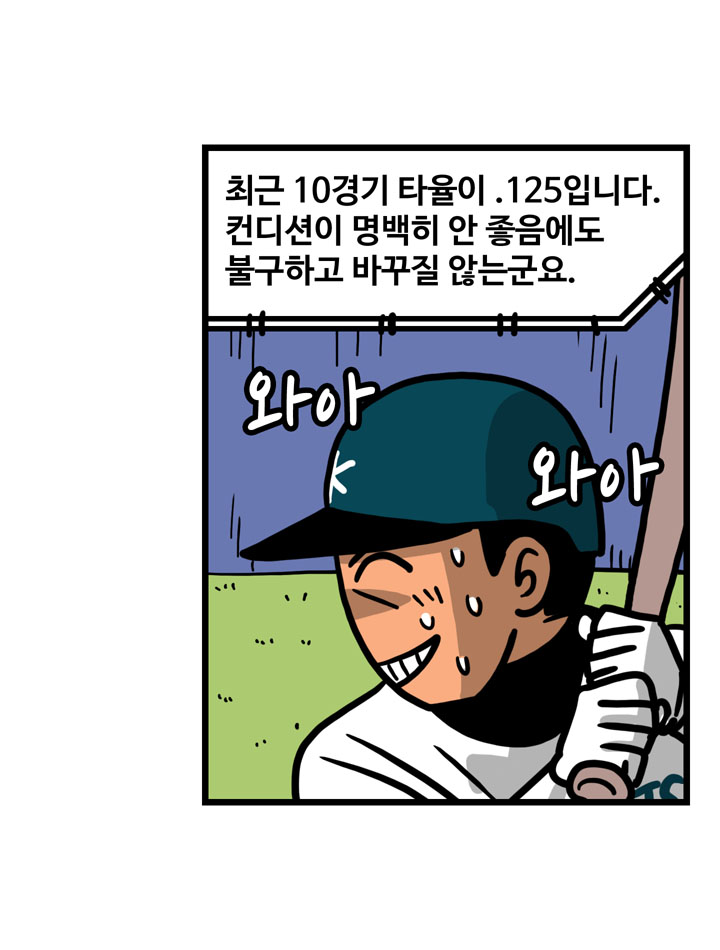 최근 10경기 타율이 .125입니다.
컨디션이 명백히 안 좋음에도
불구하고 바꾸질 않는군요.
와아
와아
K
TS